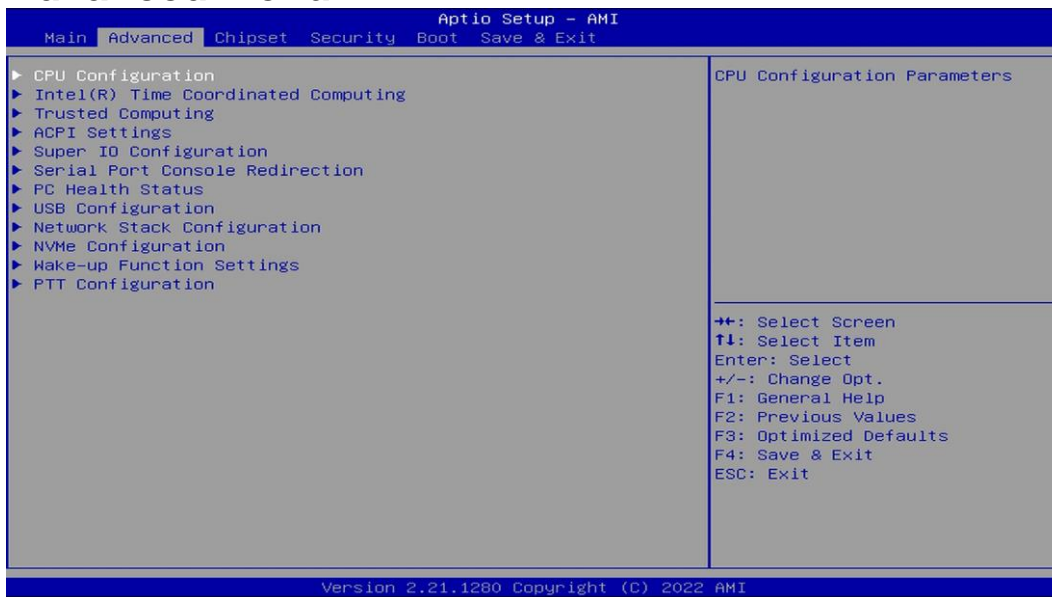 Aptio Setup – AMI
Main Advanced Chipset Security Boot Save & Exit
▶ CPU Configuration
▶ Intel(R) Time Coordinated Computing
▶ Trusted Computing
▶ ACPI Settings
▶ Super IO Configuration
▶ Serial Port Console Redirection
▶ PC Health Status
▶ USB Configuration
▶ Network Stack Configuration
▶ NVMe Configuration
▶ Wake-up Function Settings
▶ PTT Configuration
CPU Configuration Parameters
→←: Select Screen
↑↓: Select Item
Enter: Select
+/-: Change Opt.
F1: General Help
F2: Previous Values
F3: Optimized Defaults
F4: Save & Exit
ESC: Exit
Version 2.21.1280 Copyright (C) 2022 AMI